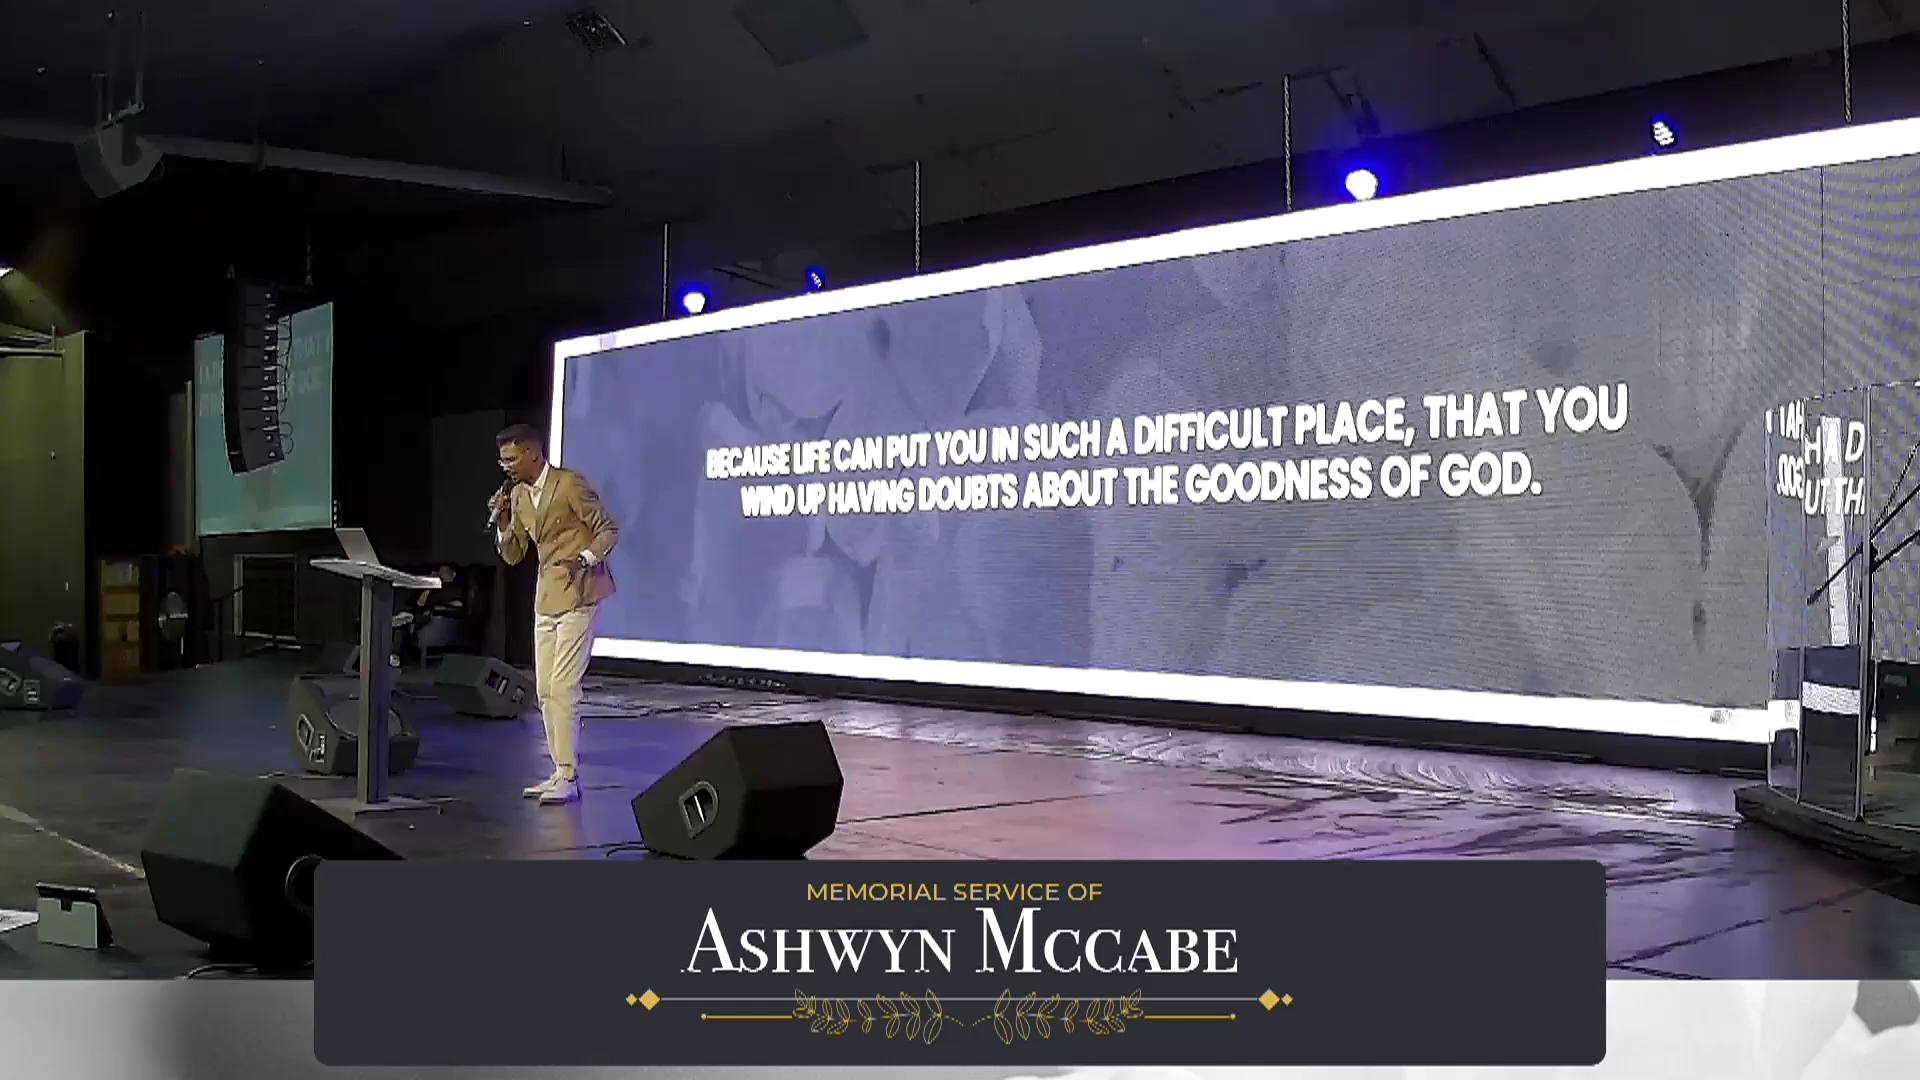 BECAUSE LIFE CAN PUT YOU IN SUCH A DIFFICULT PLACE, THAT YOU
WIND UP HAVING DOUBTS ABOUT THE GOODNESS OF GOD.
MEMORIAL SERVICE OF
ASHWYN MCCABE